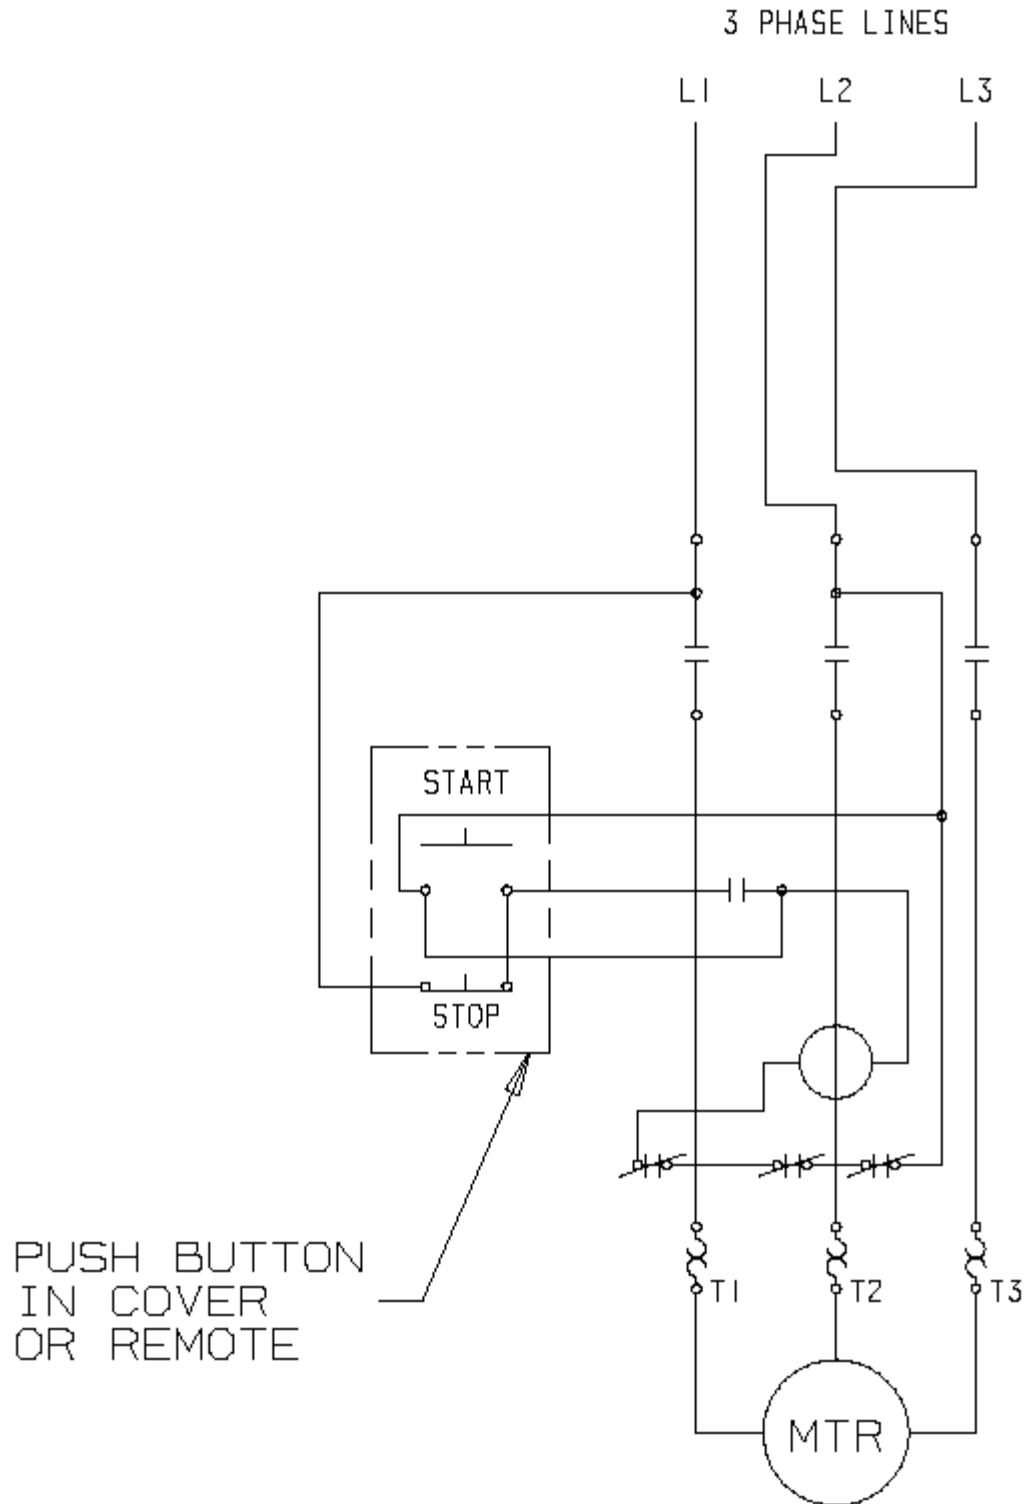 3 PHASE LINES
L1 L2 L3
START
STOP
PUSH BUTTON
IN COVER
OR REMOTE
T1 T2 T3
MTR